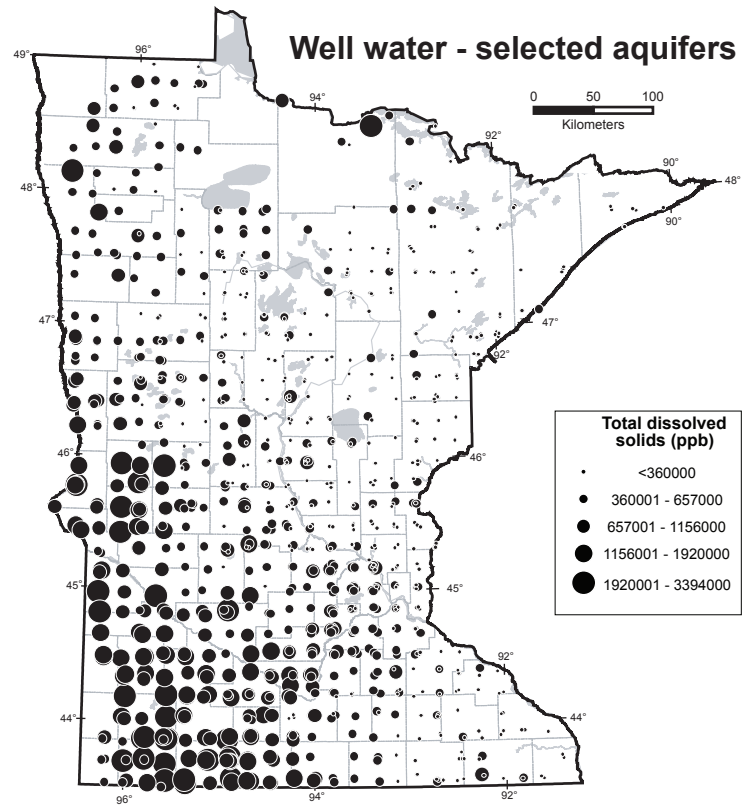 Well water - selected aquifers
49°
96°
94°
0 50 100
Kilometers
92°
90°
48°
48°
90°
47°
47°
92°
46°
46°
Total dissolved
solids (ppb)
<360000
360001 - 657000
657001 - 1156000
1156001 - 1920000
1920001 - 3394000
45°
45°
92°
44°
44°
96°
94°
92°